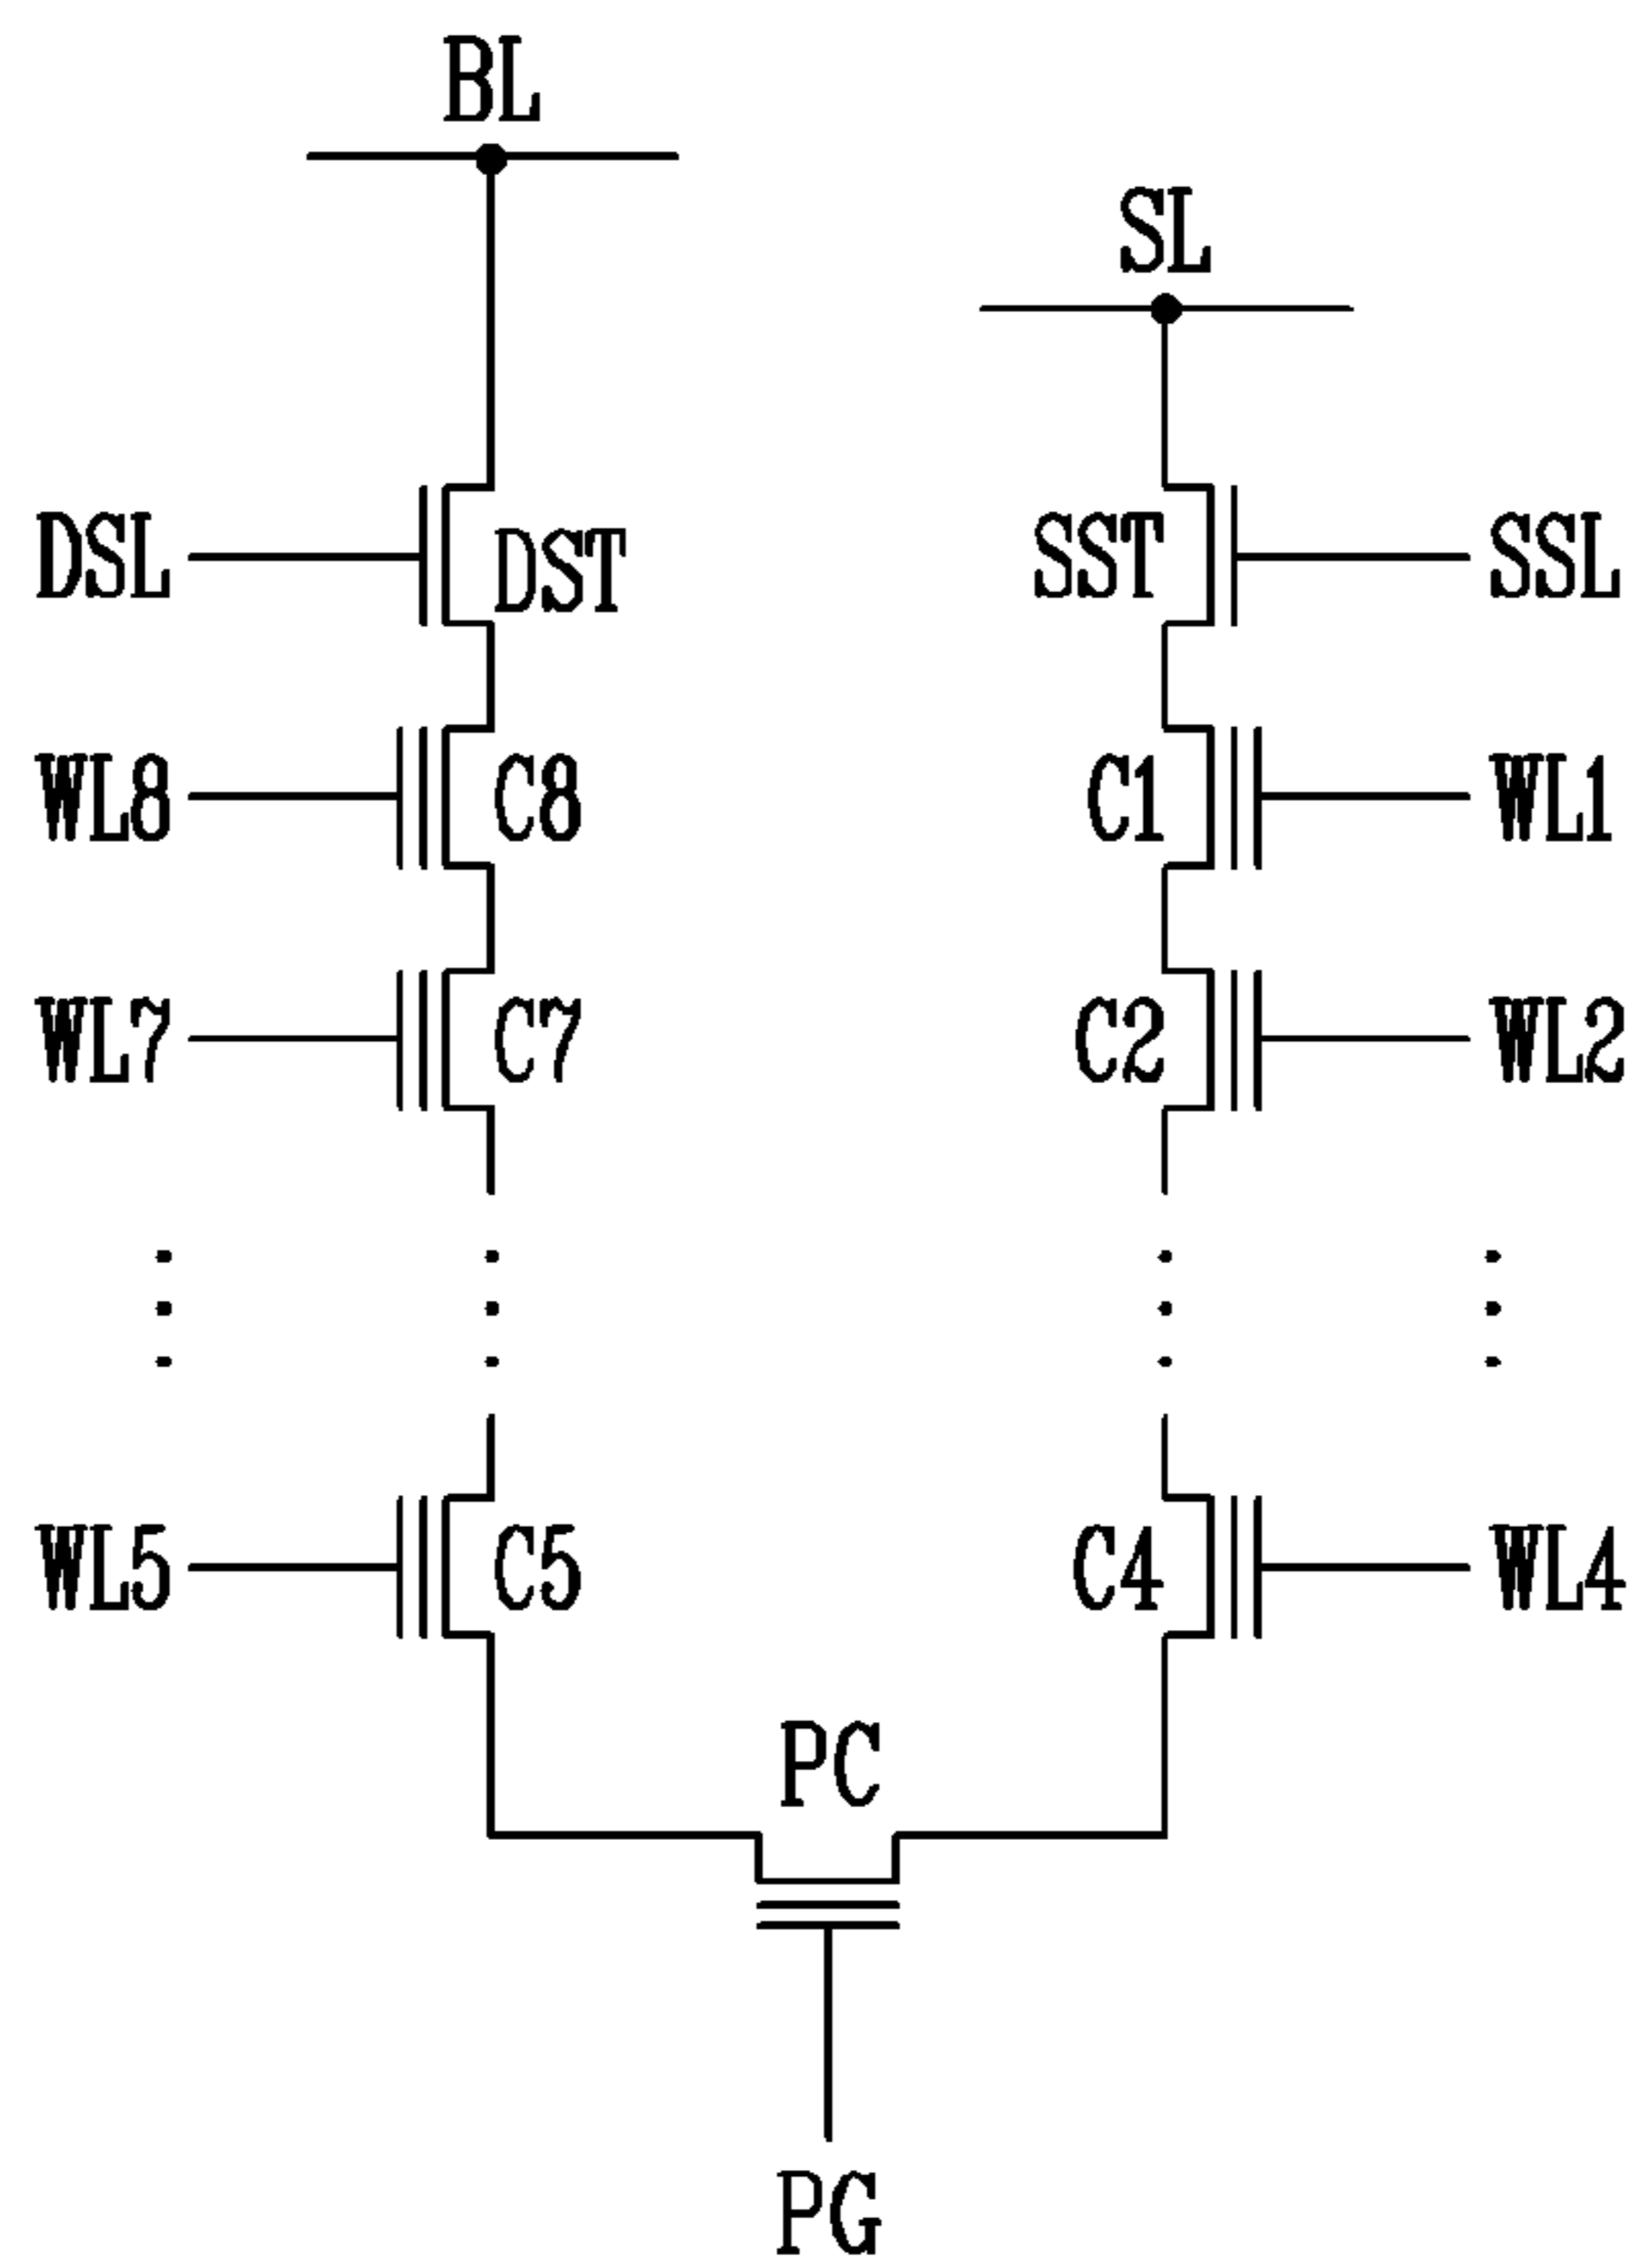 BL
SL
DSL DST SST SSL
WL8 C8 C1 WL1
WL7 C7 C2 WL2
WL5 C5 C4 WL4
PC
PG